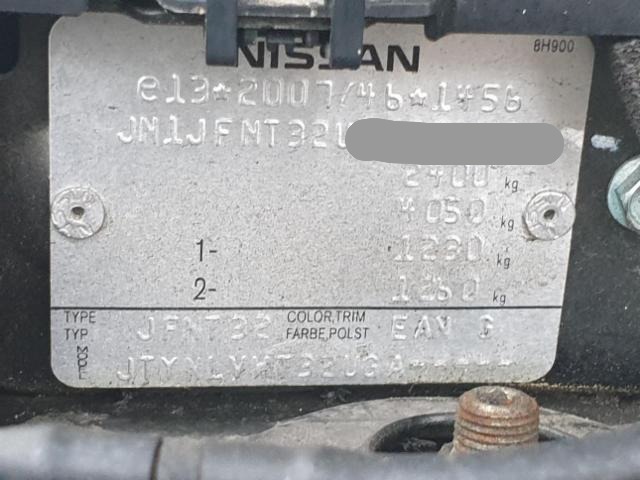 NISSAN
8H900
e13*2007/46*1456
2400 kg
4050 kg
1- 1230 kg
2- 1260 kg
TYPE
TYP JFNT32 COLOR,TRIM
FARBE,POLST EAN G
MODEL